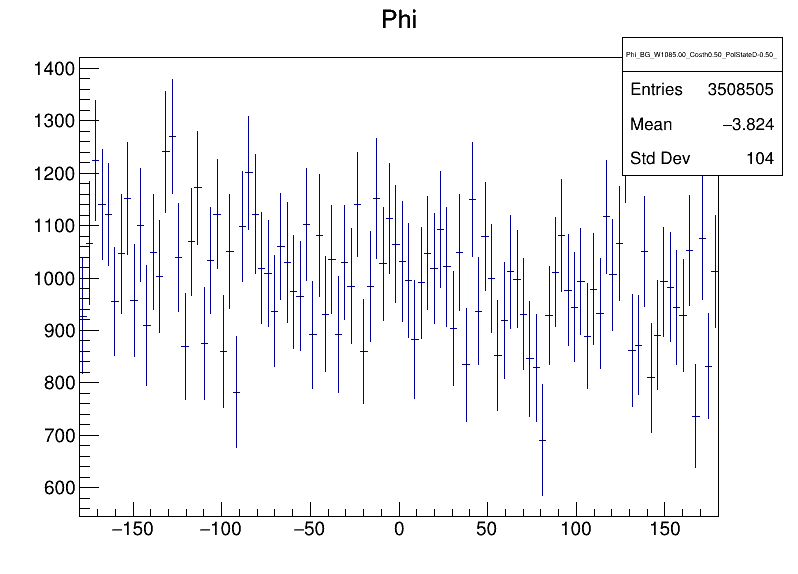 Phi
Phi_BG_W1085.00_Costh0.50_PolStateD-0.50_
Entries 3508505
Mean −3.824
Std Dev 104
1400
1300
1200
1100
1000
900
800
700
600
−150 −100 −50 0 50 100 150